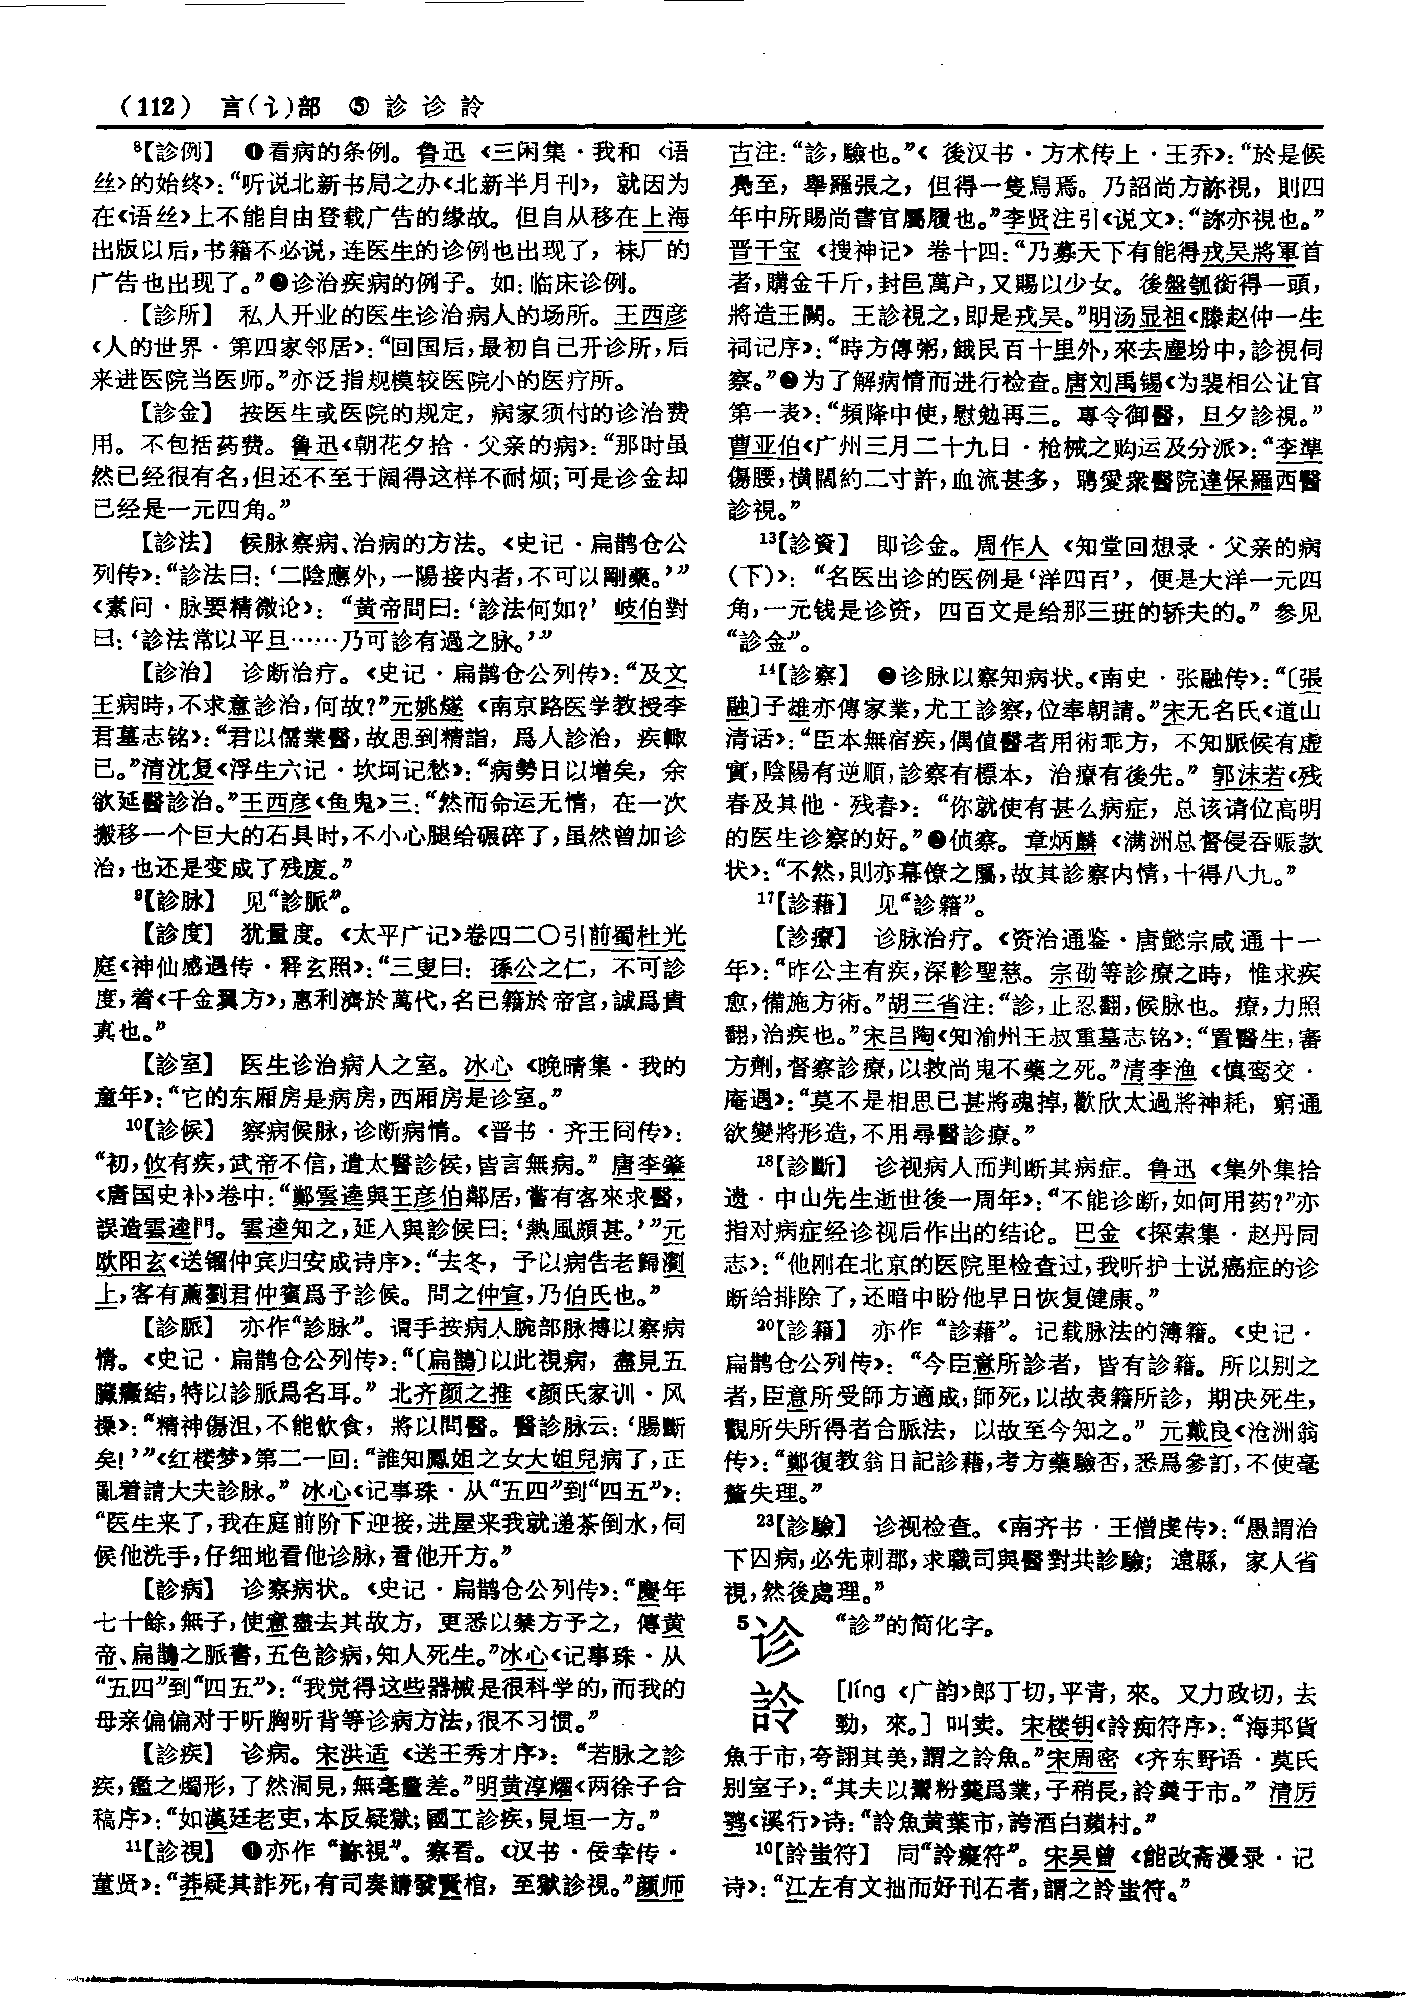 (112) 言(讠)部 ⑤ 診 诊 詅
⁸【診例】 ❶看病的条例。鲁迅《三闲集·我和〈语
丝〉的始终》：“听说北新书局之办《北新半月刊》，就因为
在《语丝》上不能自由登载广告的缘故。但自从移在上海
出版以后，书籍不必说，连医生的诊例也出现了，袜厂的
广告也出现了。”❷诊治疾病的例子。如：临床诊例。
【診所】 私人开业的医生诊治病人的场所。王西彦
《人的世界·第四家邻居》：“回国后，最初自己开诊所，后
来进医院当医师。”亦泛指规模较医院小的医疗所。
【診金】 按医生或医院的规定，病家须付的诊治费
用。不包括药费。鲁迅《朝花夕拾·父亲的病》：“那时虽
然已经很有名，但还不至于阔得这样不耐烦；可是诊金却
已经是一元四角。”
【診法】 候脉察病、治病的方法。《史记·扁鹊仓公
列传》：“診法曰：‘二陰應外，一陽接内者，不可以剛藥。’”
《素问·脉要精微论》：“黄帝問曰：‘診法何如？’岐伯對
曰：‘診法常以平旦……乃可診有過之脉。’”
【診治】 诊断治疗。《史记·扁鹊仓公列传》：“及文
王病時，不求意診治，何故？”元姚燧《南京路医学教授李
君墓志铭》：“君以儒業醫，故思到精詣，爲人診治，疾輒
已。”清沈复《浮生六记·坎坷记愁》：“病勢日以增矣，余
欲延醫診治。”王西彦《鱼鬼》三：“然而命运无情，在一次
搬移一个巨大的石具时，不小心腿给碾碎了，虽然曾加诊
治，也还是变成了残废。”
⁹【診脉】 见“診脈”。
【診度】 犹量度。《太平广记》卷四二〇引前蜀杜光
庭《神仙感遇传·释玄照》：“三叟曰：孫公之仁，不可診
度，着《千金翼方》，惠利濟於萬代，名已籍於帝宫，誠爲貴
真也。”
【診室】 医生诊治病人之室。冰心《晚晴集·我的
童年》：“它的东厢房是病房，西厢房是诊室。”
¹⁰【診候】 察病候脉，诊断病情。《晋书·齐王冏传》：
“初，攸有疾，武帝不信，遣太醫診侯，皆言無病。”唐李肇
《唐国史补》卷中：“鄭雲逵與王彦伯鄰居，嘗有客來求醫，
誤造雲逵門。雲逵知之，延入與診候曰：‘熱風頗甚。’”元
欧阳玄《送镏仲宾归安成诗序》：“去冬，予以病告老歸瀏
上，客有薦劉君仲賓爲予診候。問之仲宣，乃伯氏也。”
【診脈】 亦作“診脉”。谓手按病人腕部脉搏以察病
情。《史记·扁鹊仓公列传》：“〔扁鵲〕以此視病，盡見五
臟癥結，特以診脈爲名耳。”北齐颜之推《颜氏家训·风
操》：“精神傷沮，不能飲食，將以問醫。醫診脉云：‘腸斷
矣！’”《红楼梦》第二一回：“誰知鳳姐之女大姐兒病了，正
亂着請大夫診脉。”冰心《记事珠·从“五四”到“四五”》：
“医生来了，我在庭前阶下迎接，进屋来我就递茶倒水，伺
候他洗手，仔细地看他诊脉，看他开方。”
【診病】 诊察病状。《史记·扁鹊仓公列传》：“慶年
七十餘，無子，使意盡去其故方，更悉以禁方予之，傳黄
帝、扁鵲之脈書，五色診病，知人死生。”冰心《记事珠·从
“五四”到“四五”》：“我觉得这些器械是很科学的，而我的
母亲偏偏对于听胸听背等诊病方法，很不习惯。”
【診疾】 诊病。宋洪适《送王秀才序》：“若脉之診
疾，鑑之燭形，了然洞見，無毫釐差。”明黄淳耀《两徐子合
稿序》：“如漢廷老吏，本反疑獄；國工診疾，見垣一方。”
¹¹【診視】 ❶亦作“診視”。察看。《汉书·佞幸传·
董贤》：“莽疑其詐死，有司奏請發賢棺，至獄診視。”颜师
古注：“診，驗也。”《後汉书·方术传上·王乔》：“於是候
鳧至，舉羅張之，但得一隻舄焉。乃詔尚方䛠視，則四
年中所賜尚書官屬履也。”李贤注引《说文》：“䛠亦視也。”
晋干宝《搜神记》卷十四：“乃募天下有能得戎吴將軍首
者，購金千斤，封邑萬户，又賜以少女。後盤瓠銜得一頭，
將造王闕。王診視之，即是戎吴。”明汤显祖《滕赵仲一生
祠记序》：“時方傳粥，餓民百十里外，來去塵坌中，診視伺
察。”❷为了解病情而进行检查。唐刘禹锡《为裴相公让官
第一表》：“頻降中使，慰勉再三。專令御醫，旦夕診視。”
曹亚伯《广州三月二十九日·枪械之购运及分派》：“李準
傷腰，横闊約二寸許，血流甚多，聘愛衆醫院達保羅西醫
診視。”
¹³【診資】 即诊金。周作人《知堂回想录·父亲的病
（下）》：“名医出诊的医例是‘洋四百’，便是大洋一元四
角，一元钱是诊资，四百文是给那三班的轿夫的。”参见
“診金”。
¹⁴【診察】 ❶诊脉以察知病状。《南史·张融传》：“〔張
融〕子雄亦傳家業，尤工診察，位奉朝請。”宋无名氏《道山
清话》：“臣本無宿疾，偶值醫者用術乖方，不知脈候有虚
實，陰陽有逆順，診察有標本，治療有後先。”郭沫若《残
春及其他·残春》：“你就使有甚么病症，总该请位高明
的医生诊察的好。”❷侦察。章炳麟《满洲总督侵吞赈款
状》：“不然，則亦幕僚之屬，故其診察内情，十得八九。”
¹⁷【診藉】 见“診籍”。
【診療】 诊脉治疗。《资治通鉴·唐懿宗咸通十一
年》：“昨公主有疾，深軫聖慈。宗劭等診療之時，惟求疾
愈，備施方術。”胡三省注：“診，止忍翻，候脉也。療，力照
翻，治疾也。”宋吕陶《知渝州王叔重墓志铭》：“置醫生，審
方劑，督察診療，以救尚鬼不藥之死。”清李渔《慎鸾交·
庵遇》：“莫不是相思已甚將魂掉，歡欣太過將神耗，窮通
欲變將形造，不用尋醫診療。”
¹⁸【診斷】 诊视病人而判断其病症。鲁迅《集外集拾
遗·中山先生逝世後一周年》：“不能诊断，如何用药？”亦
指对病症经诊视后作出的结论。巴金《探索集·赵丹同
志》：“他刚在北京的医院里检查过，我听护士说癌症的诊
断给排除了，还暗中盼他早日恢复健康。”
²⁰【診籍】 亦作“診藉”。记载脉法的簿籍。《史记·
扁鹊仓公列传》：“今臣意所診者，皆有診籍。所以别之
者，臣意所受師方適成，師死，以故表籍所診，期决死生，
觀所失所得者合脈法，以故至今知之。”元戴良《沧洲翁
传》：“鄭復教翁日記診藉，考方藥驗否，悉爲參訂，不使毫
釐失理。”
²³【診驗】 诊视检查。《南齐书·王僧虔传》：“愚謂治
下囚病，必先刺郡，求職司與醫對共診驗；遠縣，家人省
視，然後處理。”
⁵诊 “診”的简化字。
詅 [líng《广韵》郎丁切，平青，來。又力政切，去
勁，來。] 叫卖。宋楼钥《詅痴符序》：“海邦貨
魚于市，夸詡其美，謂之詅魚。”宋周密《齐东野语·莫氏
别室子》：“其夫以鬻粉羹爲業，子稍長，詅羹于市。”清厉
鹗《溪行》诗：“詅魚黄葉市，誇酒白蘋村。”
¹⁰【詅蚩符】 同“詅癡符”。宋吴曾《能改斋漫录·记
诗》：“江左有文拙而好刊石者，謂之詅蚩符。”